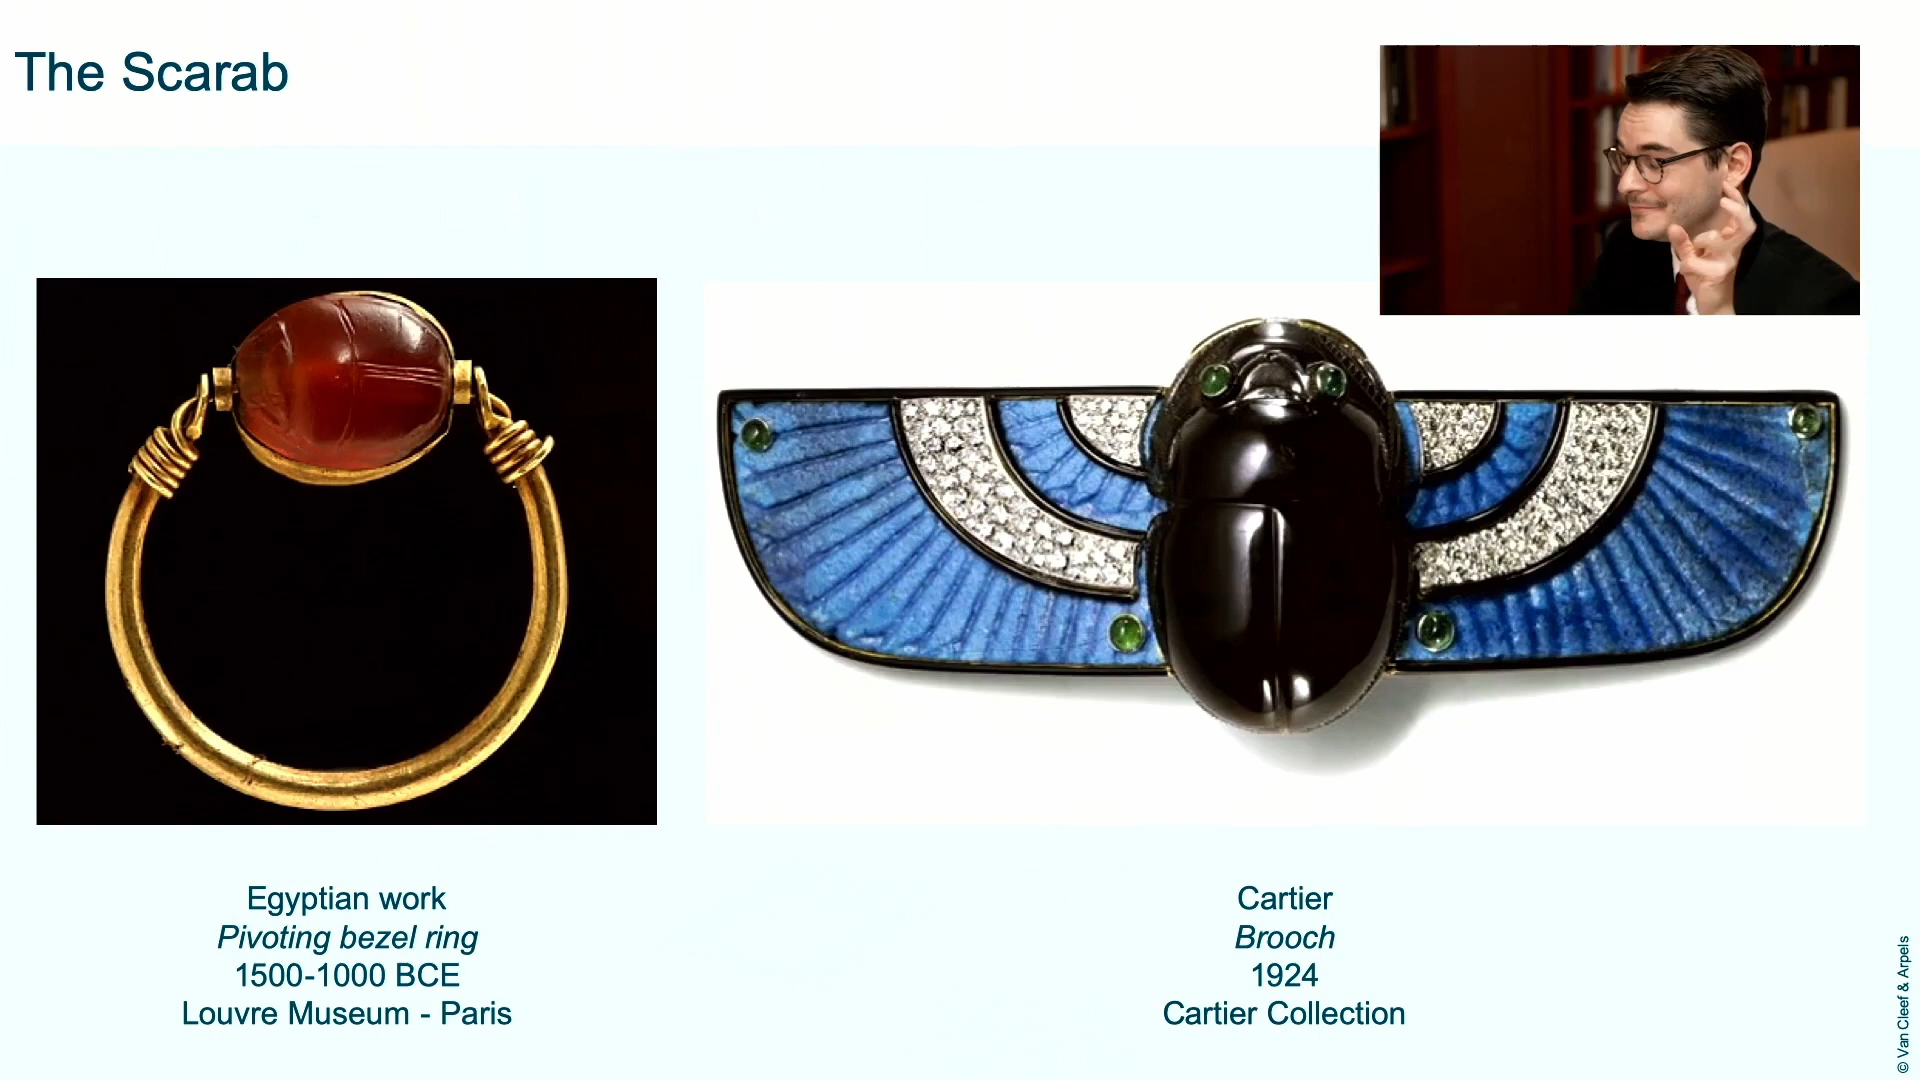 The Scarab
Egyptian work
Pivoting bezel ring
1500-1000 BCE
Louvre Museum - Paris
Cartier
Brooch
1924
Cartier Collection
© Van Cleef & Arpels